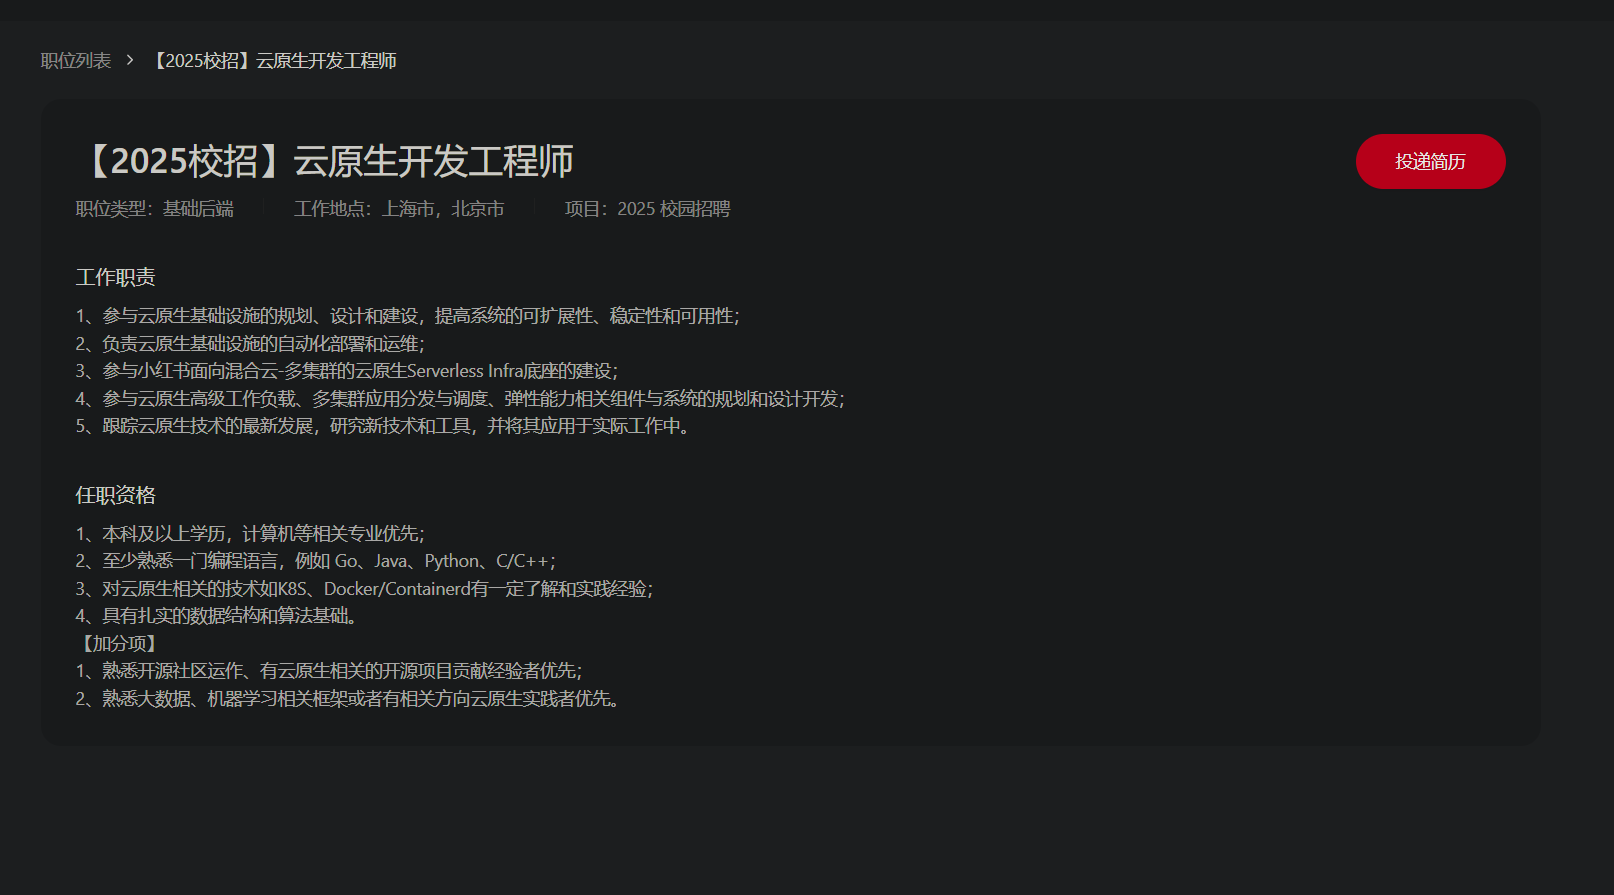 职位列表 > 【2025校招】云原生开发工程师
【2025校招】云原生开发工程师
投递简历
职位类型：基础后端 工作地点：上海市，北京市 项目：2025 校园招聘
工作职责
1、参与云原生基础设施的规划、设计和建设，提高系统的可扩展性、稳定性和可用性；
2、负责云原生基础设施的自动化部署和运维；
3、参与小红书面向混合云-多集群的云原生Serverless Infra底座的建设；
4、参与云原生高级工作负载、多集群应用分发与调度、弹性能力相关组件与系统的规划和设计开发；
5、跟踪云原生技术的最新发展，研究新技术和工具，并将其应用于实际工作中。
任职资格
1、本科及以上学历，计算机等相关专业优先；
2、至少熟悉一门编程语言，例如 Go、Java、Python、C/C++；
3、对云原生相关的技术如K8S、Docker/Containerd有一定了解和实践经验；
4、具有扎实的数据结构和算法基础。
【加分项】
1、熟悉开源社区运作、有云原生相关的开源项目贡献经验者优先；
2、熟悉大数据、机器学习相关框架或者有相关方向云原生实践者优先。